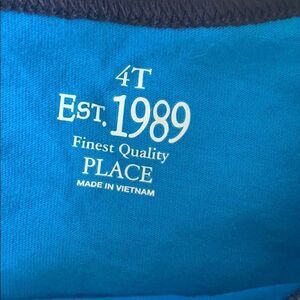 4T
EST. 1989
Finest Quality
PLACE
MADE IN VIETNAM